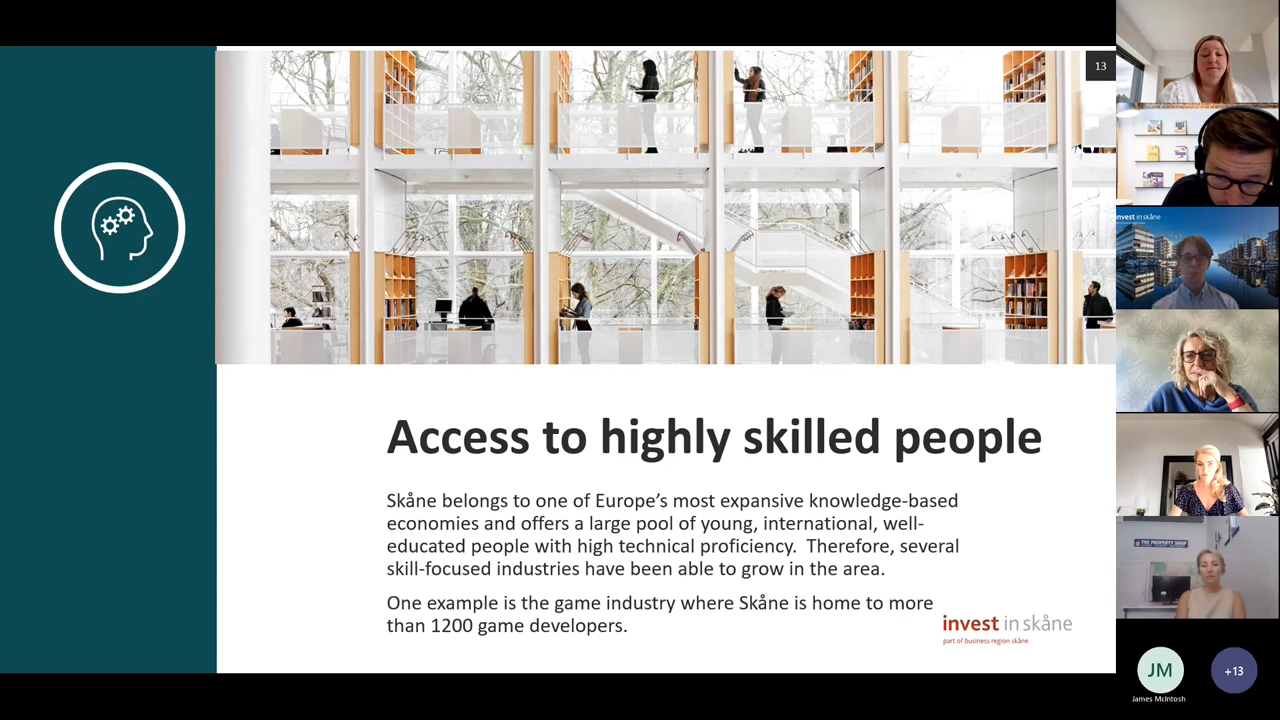 13
Access to highly skilled people
Skåne belongs to one of Europe’s most expansive knowledge-based
economies and offers a large pool of young, international, well-
educated people with high technical proficiency.  Therefore, several
skill-focused industries have been able to grow in the area.
One example is the game industry where Skåne is home to more
than 1200 game developers.
invest in skåne
part of business region skåne
invest in skåne
THE PROPERTY SHOP
JM
James McIntosh
+13